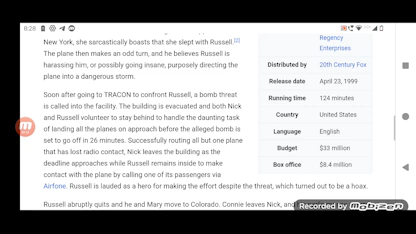 8:28
New York, she sarcastically boasts that she slept with Russell.[2]
The plane then makes an odd turn, and he believes Russell is
harassing him, or possibly going insane, purposely directing the
plane into a dangerous storm.
Soon after going to TRACON to confront Russell, a bomb threat
is called into the facility. The building is evacuated and both Nick
and Russell volunteer to stay behind to handle the daunting task
of landing all the planes on approach before the alleged bomb is
set to go off in 26 minutes. Successfully routing all but one plane
that has lost radio contact, Nick leaves the building as the
deadline approaches while Russell remains inside to make
contact with the plane by calling one of its passengers via
Airfone. Russell is lauded as a hero for making the effort despite the threat, which turned out to be a hoax.
Russell abruptly quits and he and Mary move to Colorado. Connie leaves Nick, and
Regency
Enterprises
Distributed by 20th Century Fox
Release date April 23, 1999
Running time 124 minutes
Country United States
Language English
Budget $33 million
Box office $8.4 million
Recorded by Mobizen